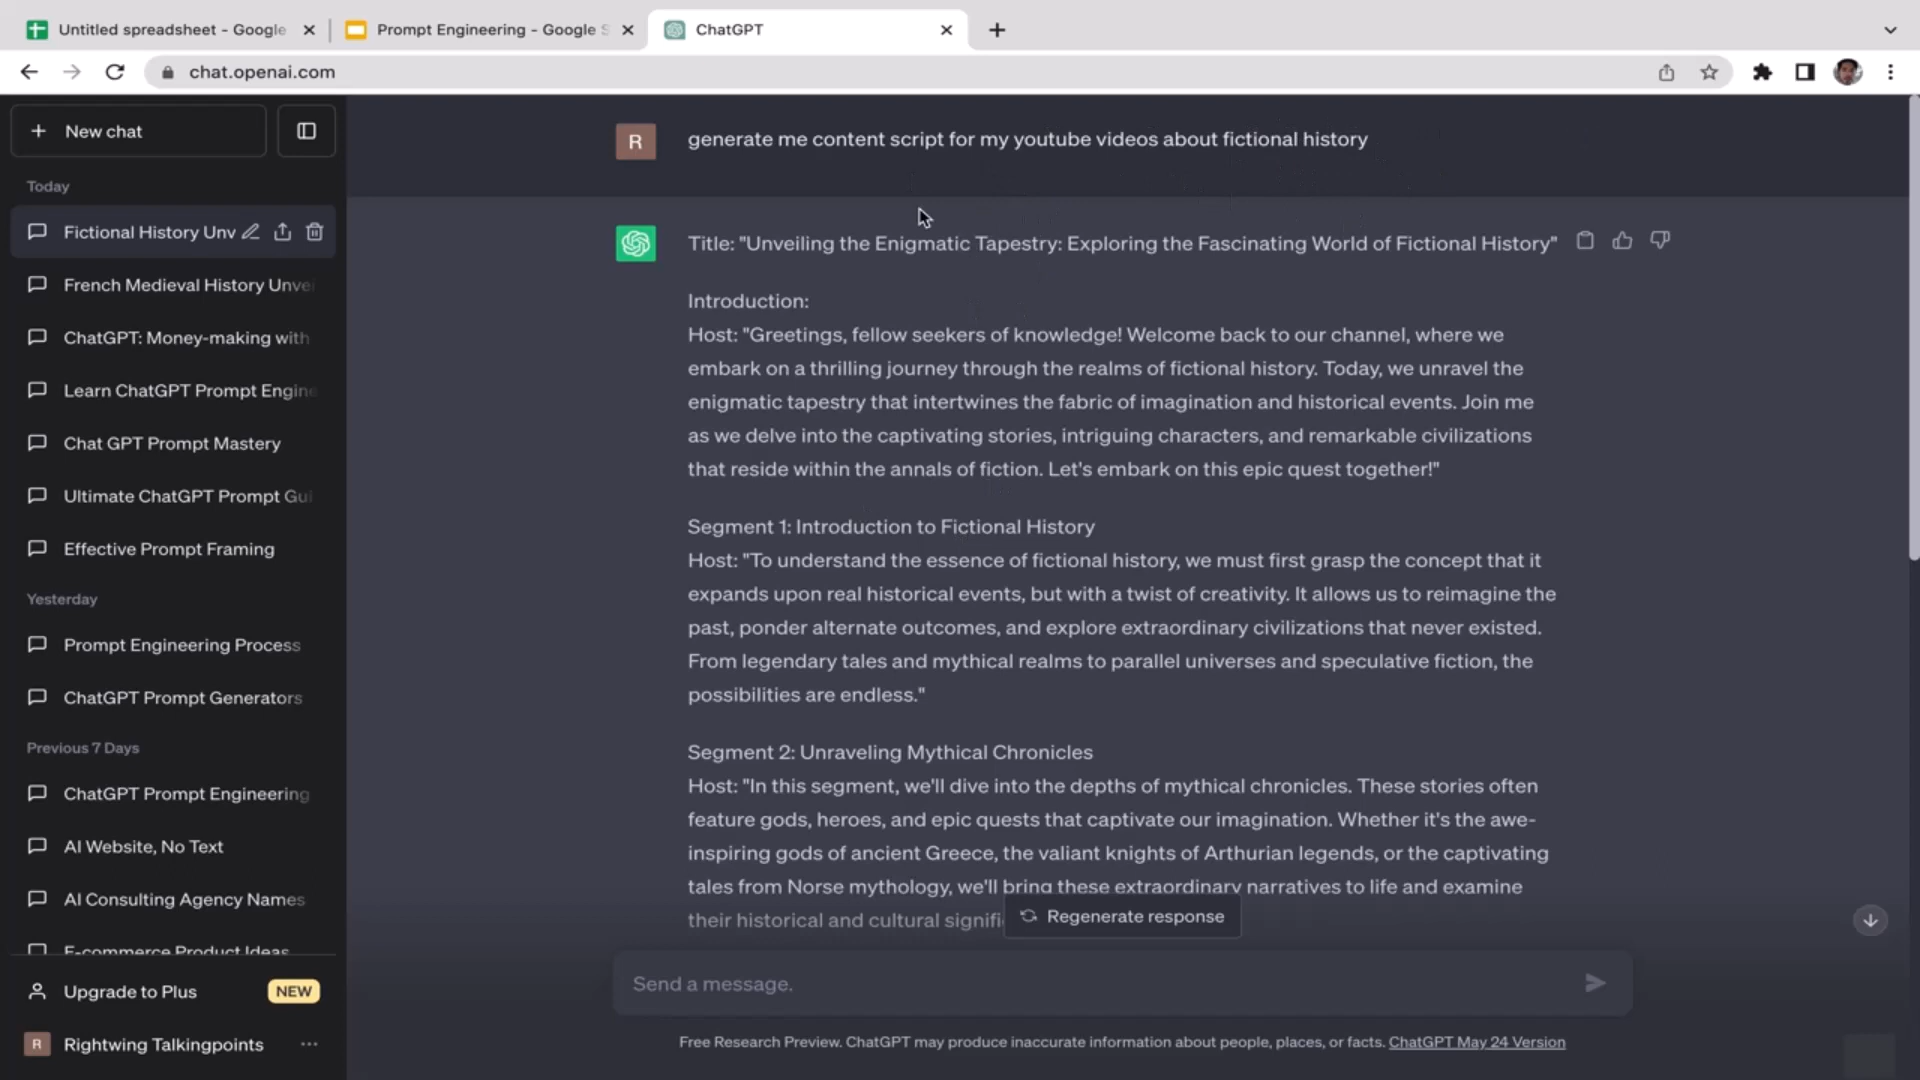 Untitled spreadsheet - Google
Prompt Engineering - Google S
ChatGPT
chat.openai.com
New chat
Today
Fictional History Unv
French Medieval History Unve
ChatGPT: Money-making with
Learn ChatGPT Prompt Engine
Chat GPT Prompt Mastery
Ultimate ChatGPT Prompt Gui
Effective Prompt Framing
Yesterday
Prompt Engineering Process
ChatGPT Prompt Generators
Previous 7 Days
ChatGPT Prompt Engineering
AI Website, No Text
AI Consulting Agency Names
E-commerce Product Ideas
Upgrade to Plus
NEW
R
Rightwing Talkingpoints
R
generate me content script for my youtube videos about fictional history
Title: "Unveiling the Enigmatic Tapestry: Exploring the Fascinating World of Fictional History"
Introduction:
Host: "Greetings, fellow seekers of knowledge! Welcome back to our channel, where we
embark on a thrilling journey through the realms of fictional history. Today, we unravel the
enigmatic tapestry that intertwines the fabric of imagination and historical events. Join me
as we delve into the captivating stories, intriguing characters, and remarkable civilizations
that reside within the annals of fiction. Let's embark on this epic quest together!"
Segment 1: Introduction to Fictional History
Host: "To understand the essence of fictional history, we must first grasp the concept that it
expands upon real historical events, but with a twist of creativity. It allows us to reimagine the
past, ponder alternate outcomes, and explore extraordinary civilizations that never existed.
From legendary tales and mythical realms to parallel universes and speculative fiction, the
possibilities are endless."
Segment 2: Unraveling Mythical Chronicles
Host: "In this segment, we'll dive into the depths of mythical chronicles. These stories often
feature gods, heroes, and epic quests that captivate our imagination. Whether it's the awe-
inspiring gods of ancient Greece, the valiant knights of Arthurian legends, or the captivating
tales from Norse mythology, we'll bring these extraordinary narratives to life and examine
their historical and cultural signifi
Regenerate response
Send a message.
Free Research Preview. ChatGPT may produce inaccurate information about people, places, or facts. ChatGPT May 24 Version